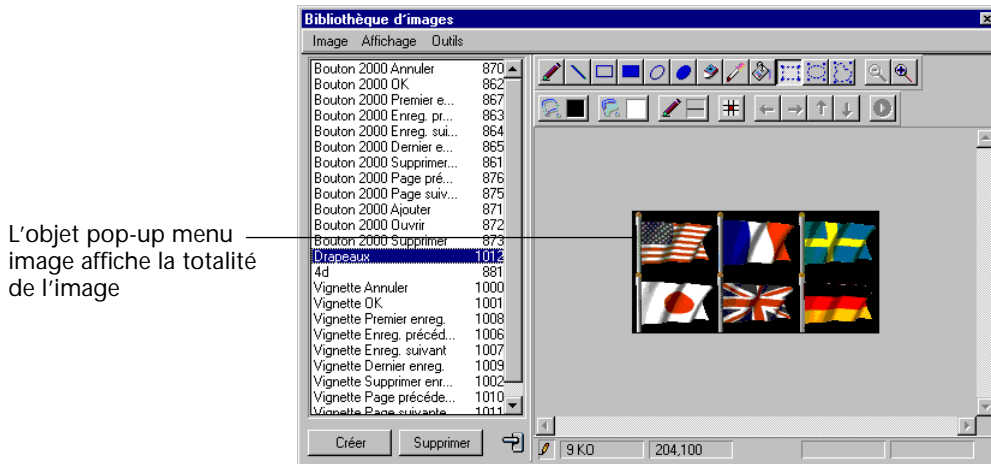 Bibliothèque d'images
Image Affichage Outils
Bouton 2000 Annuler 870
Bouton 2000 OK 862
Bouton 2000 Premier e... 867
Bouton 2000 Enreg. pr... 863
Bouton 2000 Enreg. sui... 864
Bouton 2000 Dernier e... 865
Bouton 2000 Supprimer... 861
Bouton 2000 Page pré... 876
Bouton 2000 Page suiv... 875
Bouton 2000 Ajouter 871
Bouton 2000 Ouvrir 872
Bouton 2000 Supprimer 873
Drapeaux 1012
4d 881
Vignette Annuler 1000
Vignette OK 1001
Vignette Premier enreg. 1008
Vignette Enreg. précéd... 1006
Vignette Enreg. suivant 1007
Vignette Dernier enreg. 1009
Vignette Supprimer enr... 1002
Vignette Page précéde... 1010
Vignette Page suivante 1011
Créer Supprimer
9 KO 204,100
L'objet pop-up menu
image affiche la totalité
de l'image